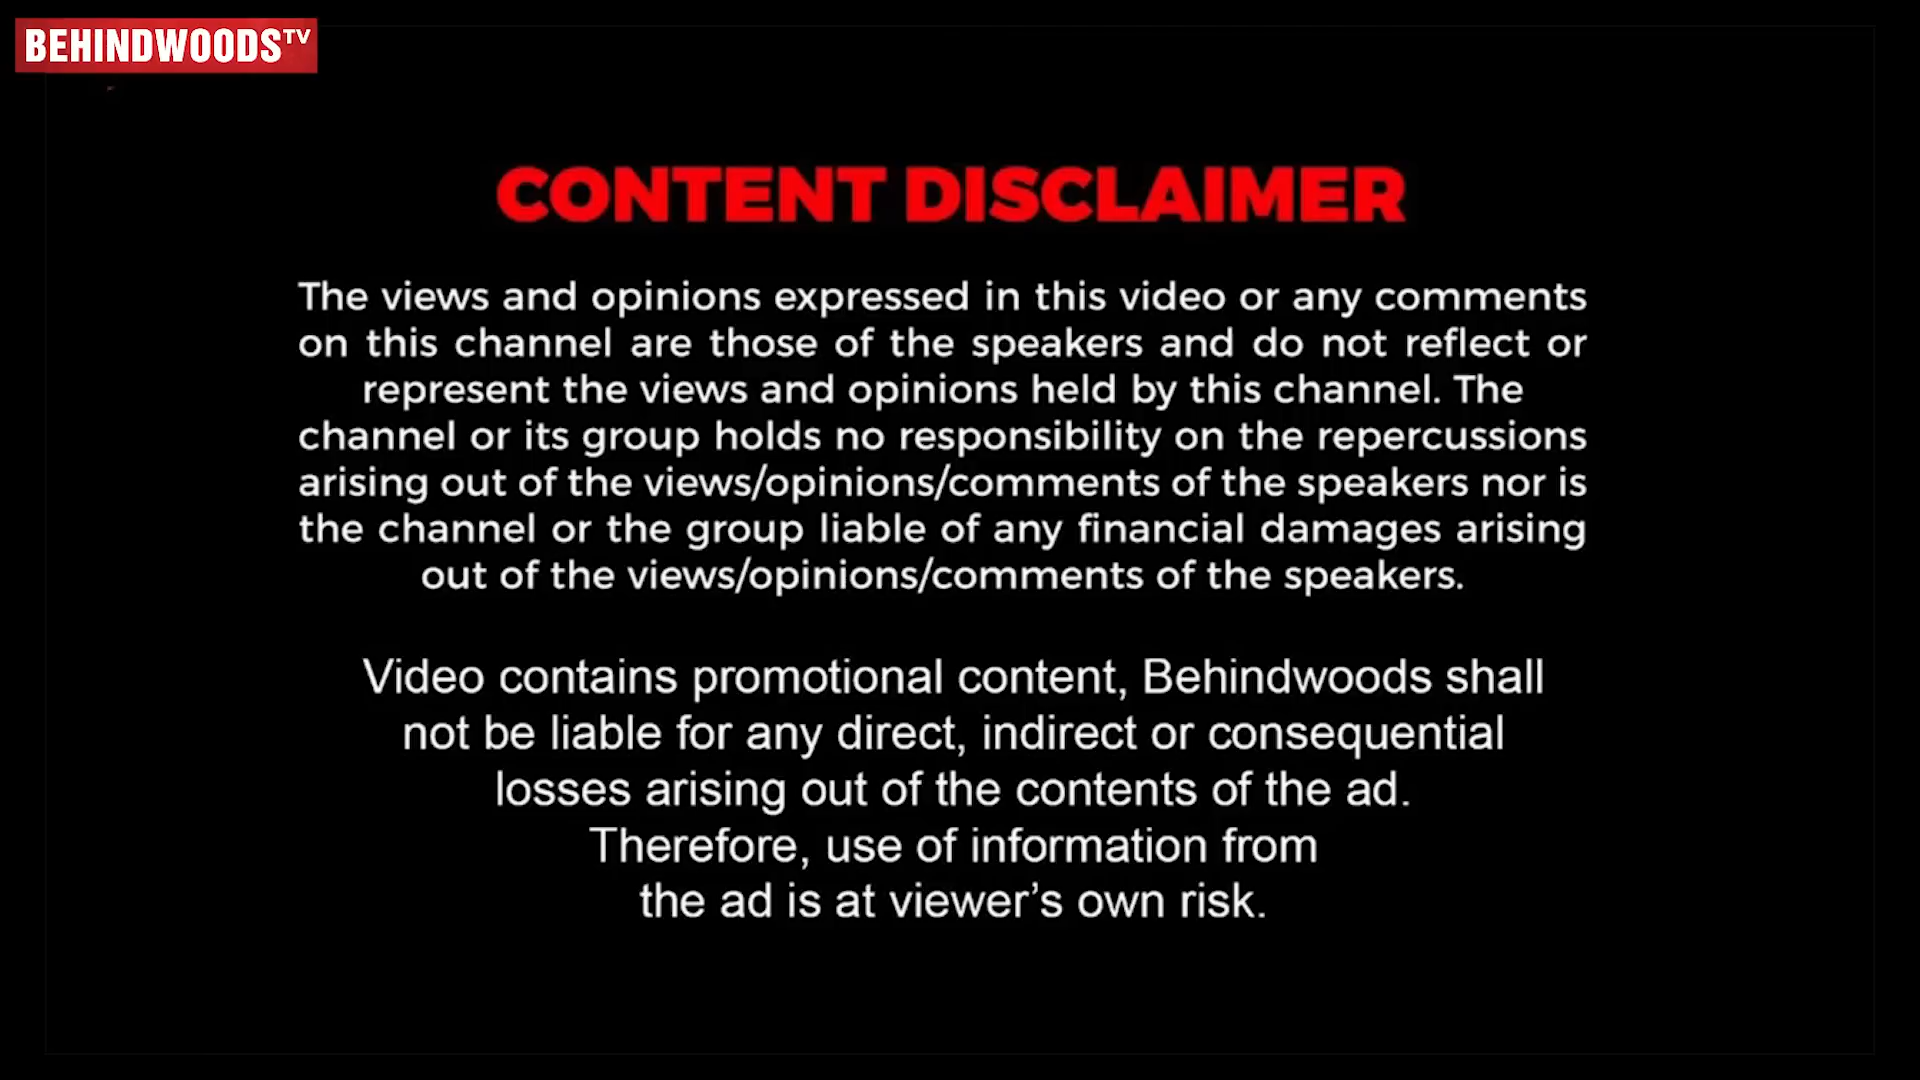 BEHINDWOODSTV
CONTENT DISCLAIMER
The views and opinions expressed in this video or any comments
on this channel are those of the speakers and do not reflect or
represent the views and opinions held by this channel. The
channel or its group holds no responsibility on the repercussions
arising out of the views/opinions/comments of the speakers nor is
the channel or the group liable of any financial damages arising
out of the views/opinions/comments of the speakers.
Video contains promotional content, Behindwoods shall
not be liable for any direct, indirect or consequential
losses arising out of the contents of the ad.
Therefore, use of information from
the ad is at viewer’s own risk.